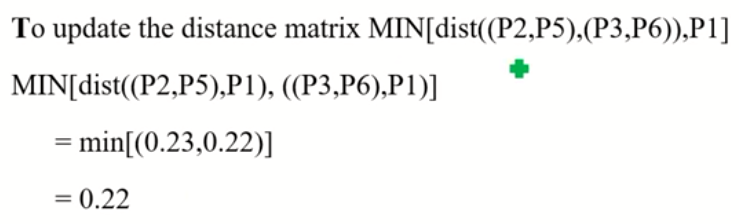 To update the distance matrix MIN[dist((P2,P5),(P3,P6)),P1]
MIN[dist((P2,P5),P1), ((P3,P6),P1)]
= min[(0.23,0.22)]
= 0.22